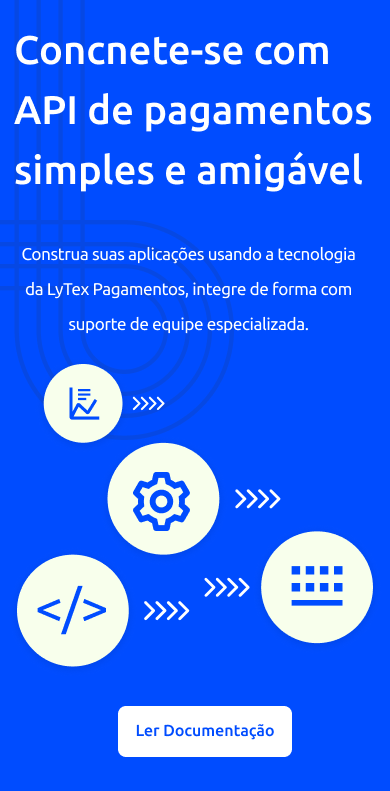 Concnete-se com
API de pagamentos
simples e amigável
Construa suas aplicações usando a tecnologia
da LyTex Pagamentos, integre de forma com
suporte de equipe especializada.
</>
Ler Documentação